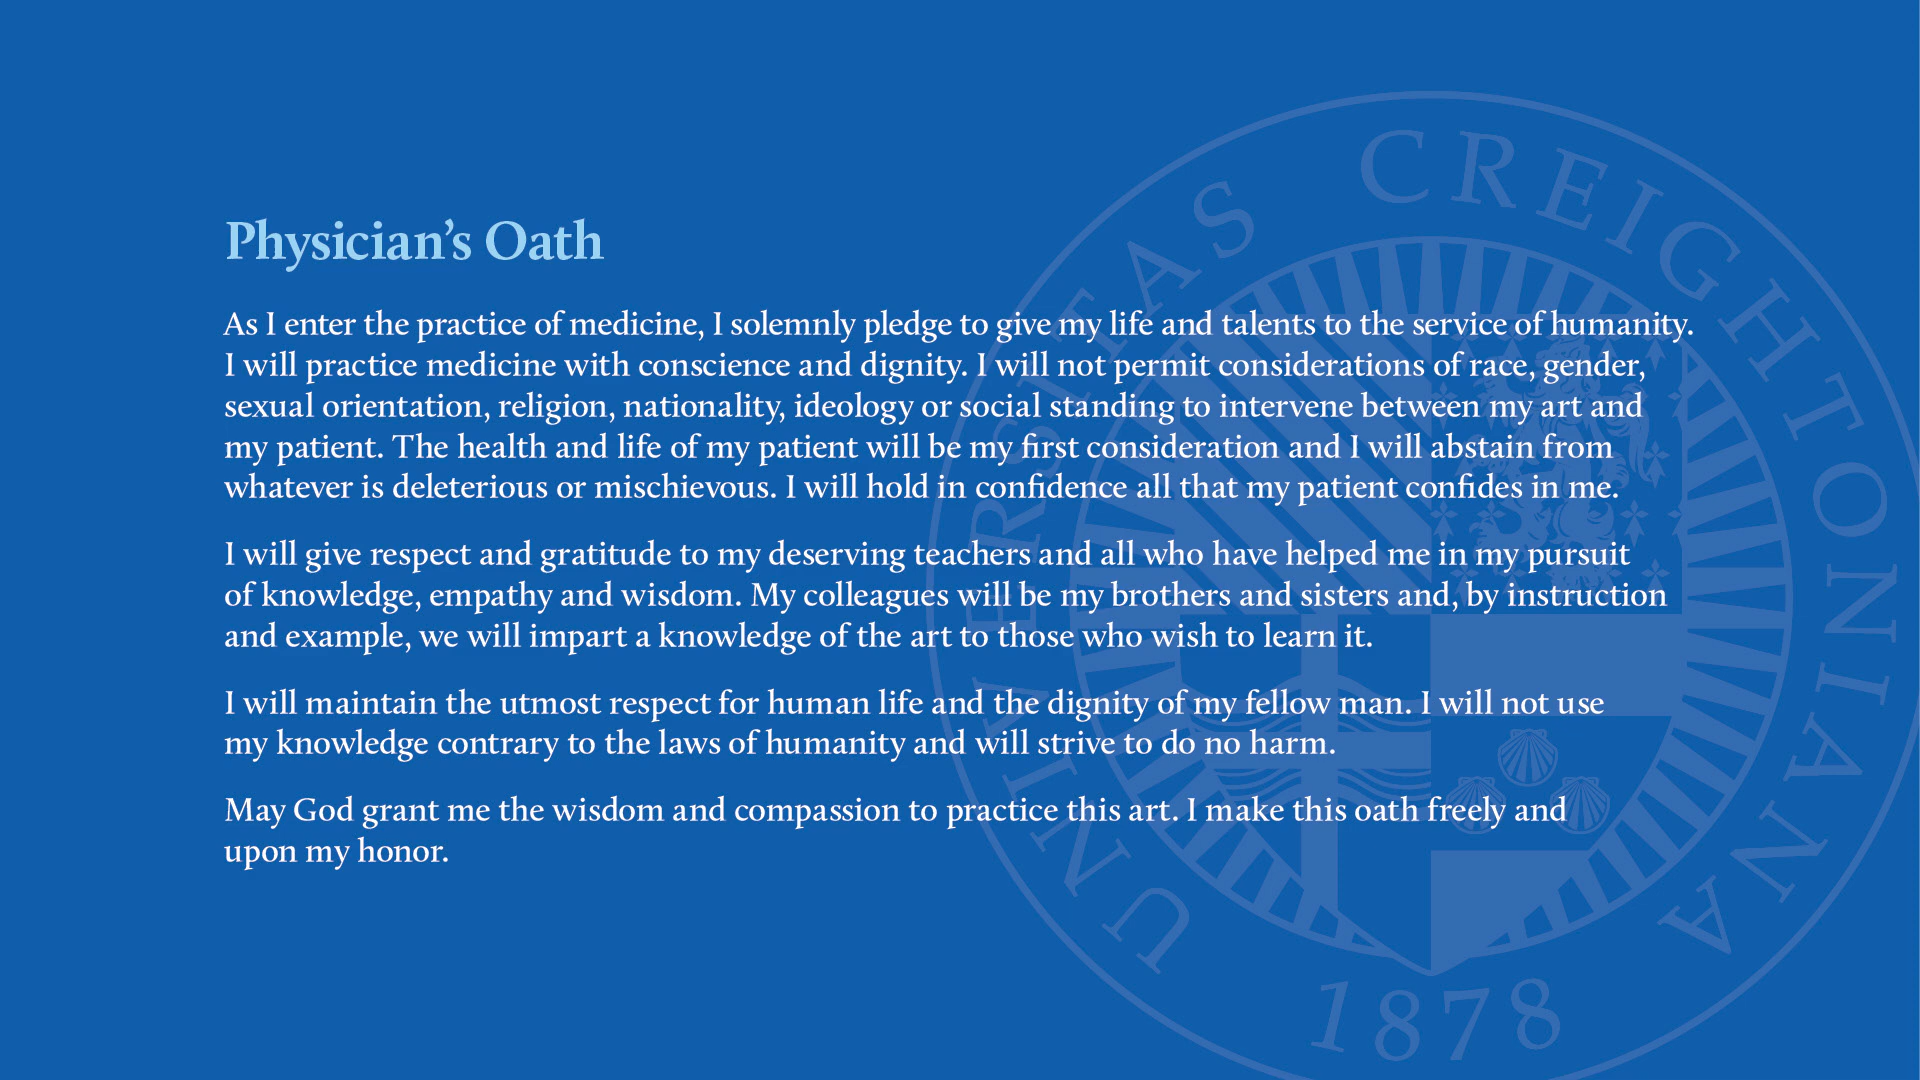 Physician’s Oath
As I enter the practice of medicine, I solemnly pledge to give my life and talents to the service of humanity.
I will practice medicine with conscience and dignity. I will not permit considerations of race, gender,
sexual orientation, religion, nationality, ideology or social standing to intervene between my art and
my patient. The health and life of my patient will be my first consideration and I will abstain from
whatever is deleterious or mischievous. I will hold in confidence all that my patient confides in me.
I will give respect and gratitude to my deserving teachers and all who have helped me in my pursuit
of knowledge, empathy and wisdom. My colleagues will be my brothers and sisters and, by instruction
and example, we will impart a knowledge of the art to those who wish to learn it.
I will maintain the utmost respect for human life and the dignity of my fellow man. I will not use
my knowledge contrary to the laws of humanity and will strive to do no harm.
May God grant me the wisdom and compassion to practice this art. I make this oath freely and
upon my honor.
UNIVERSITAS CREIGHTONIANA
1878